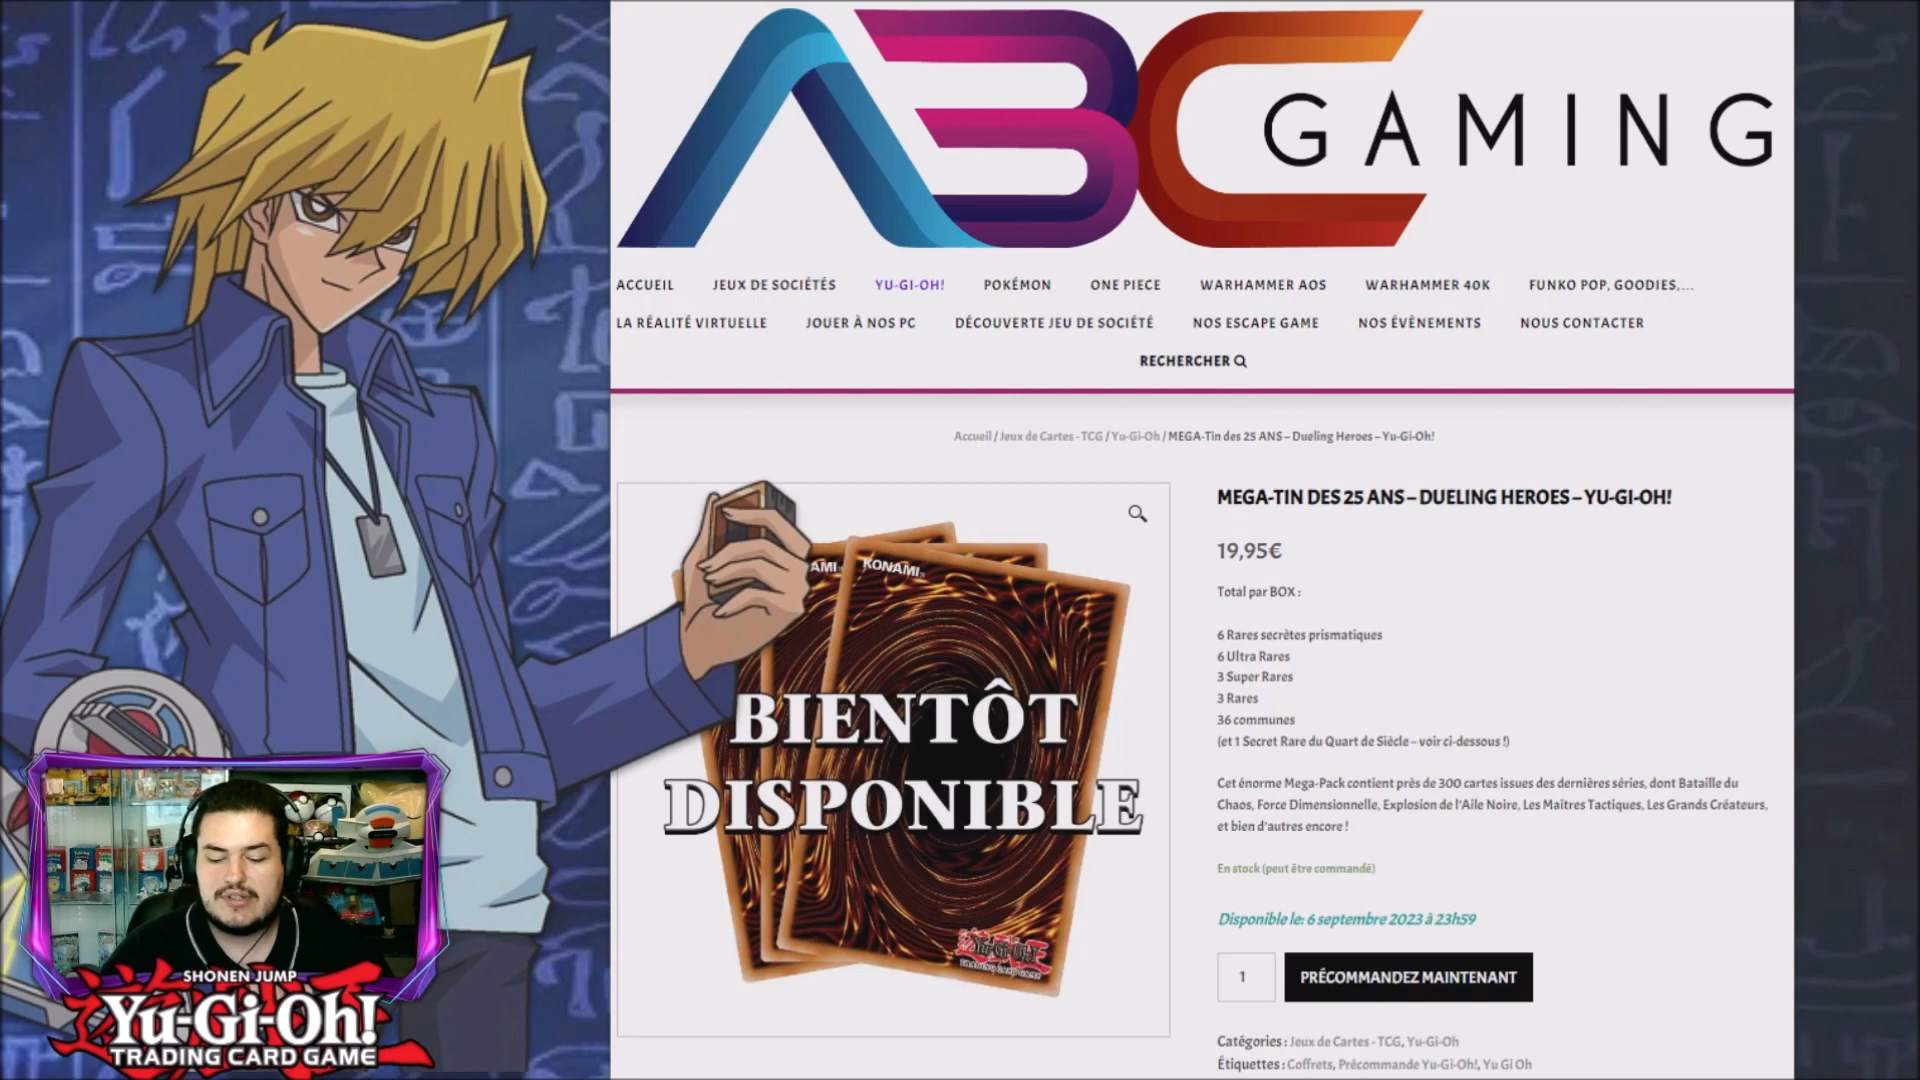 ABC GAMING
ACCUEIL JEUX DE SOCIÉTÉS YU-GI-OH! POKÉMON ONE PIECE WARHAMMER AOS WARHAMMER 40K FUNKO POP, GOODIES,...
LA RÉALITÉ VIRTUELLE JOUER À NOS PC DÉCOUVERTE JEU DE SOCIÉTÉ NOS ESCAPE GAME NOS ÉVÈNEMENTS NOUS CONTACTER
RECHERCHER
Accueil / Jeux de Cartes - TCG / Yu-Gi-Oh / MEGA-Tin des 25 ANS – Dueling Heroes – Yu-Gi-Oh!
AMI
KONAMI
BIENTÔT
DISPONIBLE
Yu-Gi-Oh!
TRADING CARD GAME
MEGA-TIN DES 25 ANS – DUELING HEROES – YU-GI-OH!
19,95€
Total par BOX :
6 Rares secrètes prismatiques
6 Ultra Rares
3 Super Rares
3 Rares
36 communes
(et 1 Secret Rare du Quart de Siècle – voir ci-dessous !)
Cet énorme Mega-Pack contient près de 300 cartes issues des dernières séries, dont Bataille du
Chaos, Force Dimensionnelle, Explosion de l'Aile Noire, Les Maitres Tactiques, Les Grands Créateurs,
et bien d'autres encore !
En stock (peut être commandé)
Disponible le: 6 septembre 2023 à 23h59
1 PRÉCOMMANDEZ MAINTENANT
Catégories : Jeux de Cartes - TCG, Yu-Gi-Oh
Étiquettes : Coffrets, Précommande Yu-Gi-Oh!, Yu Gi Oh
SHONEN JUMP
Yu-Gi-Oh!
TRADING CARD GAME